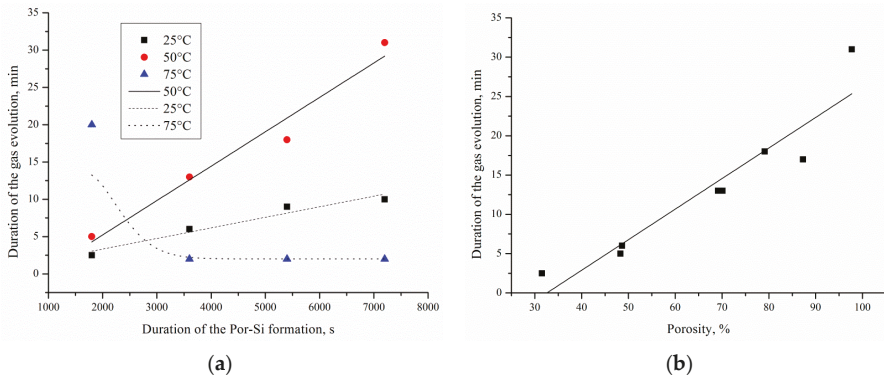 35
30
25
20
15
10
5
0
Duration of the gas evolution, min
25°C
50°C
75°C
50°C
25°C
75°C
1000 2000 3000 4000 5000 6000 7000 8000
Duration of the Por-Si formation, s
(a)
35
30
25
20
15
10
5
0
Duration of the gas evolution, min
30 40 50 60 70 80 90 100
Porosity, %
(b)